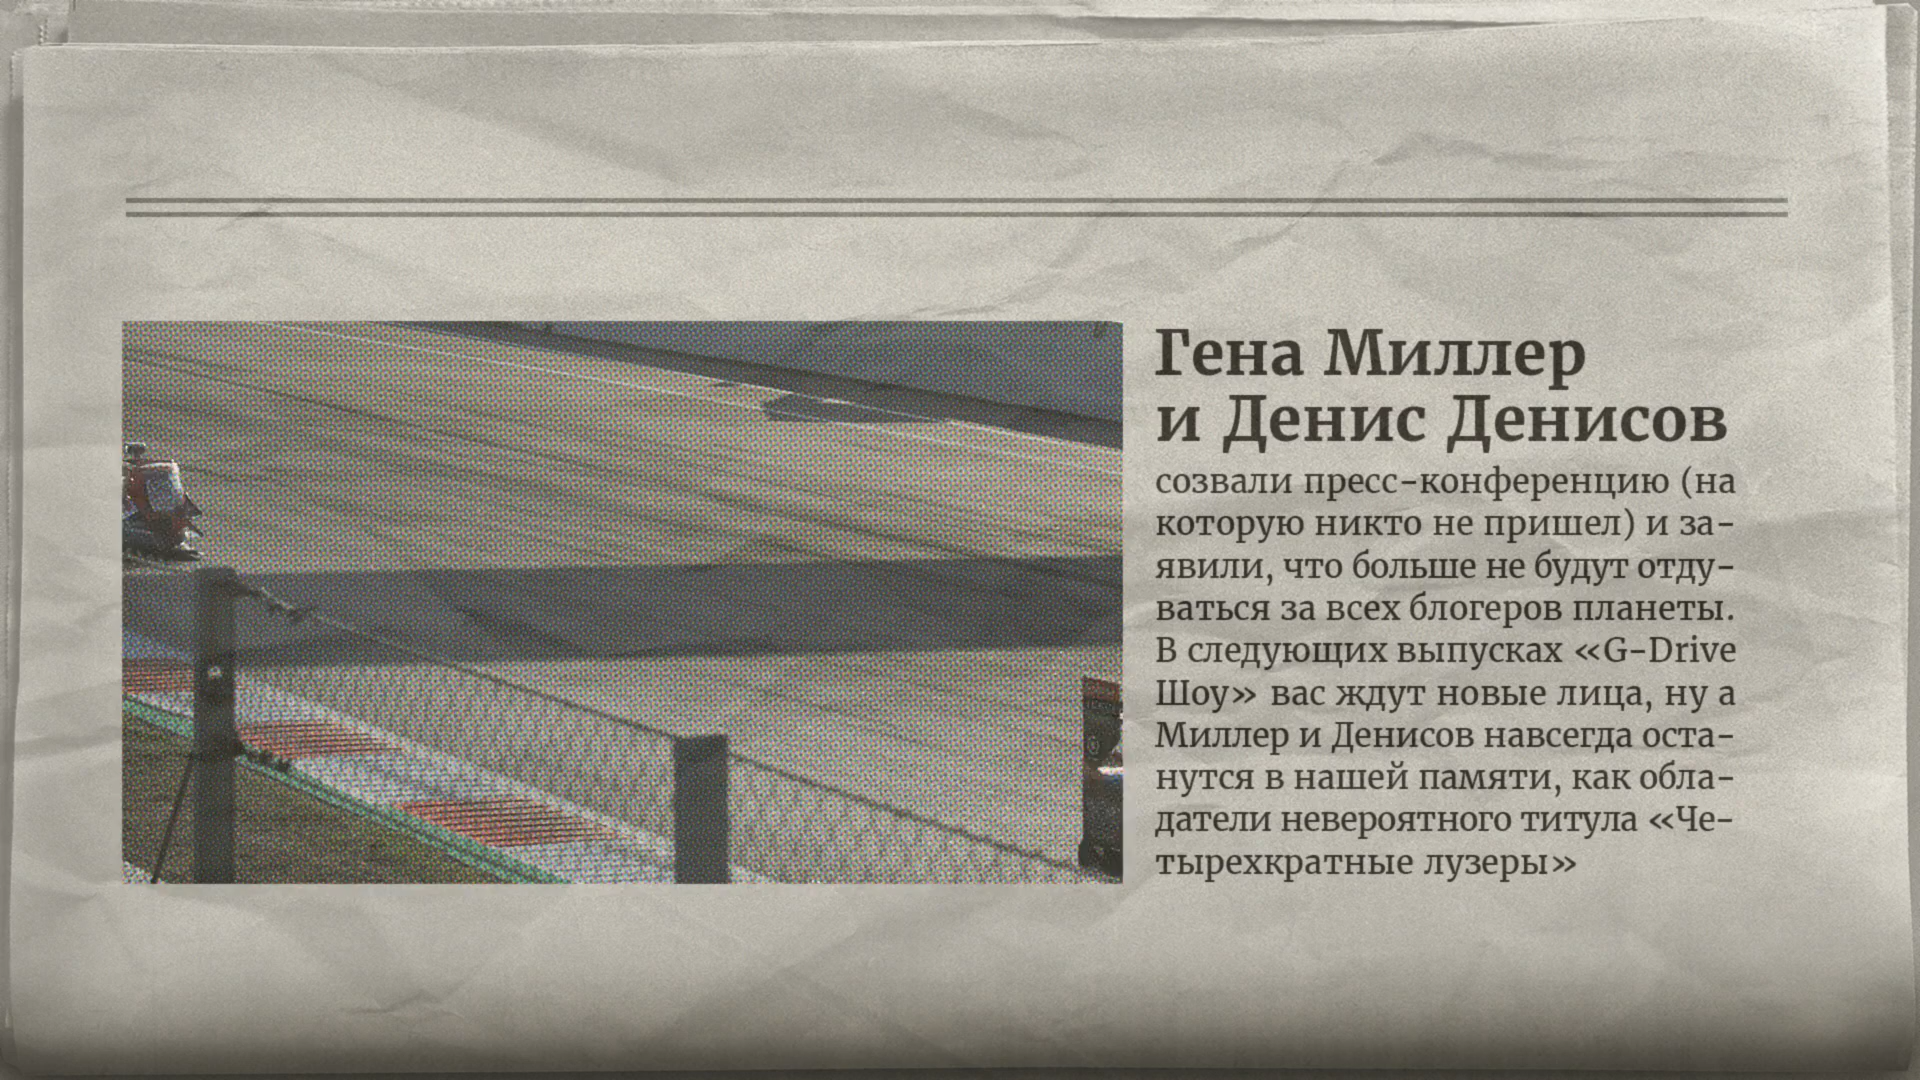 Гена Миллер
и Денис Денисов
созвали пресс-конференцию (на
которую никто не пришел) и за-
явили, что больше не будут отду-
ваться за всех блогеров планеты.
В следующих выпусках «G-Drive
Шоу» вас ждут новые лица, ну а
Миллер и Денисов навсегда оста-
нутся в нашей памяти, как обла-
датели невероятного титула «Че-
тырехкратные лузеры»